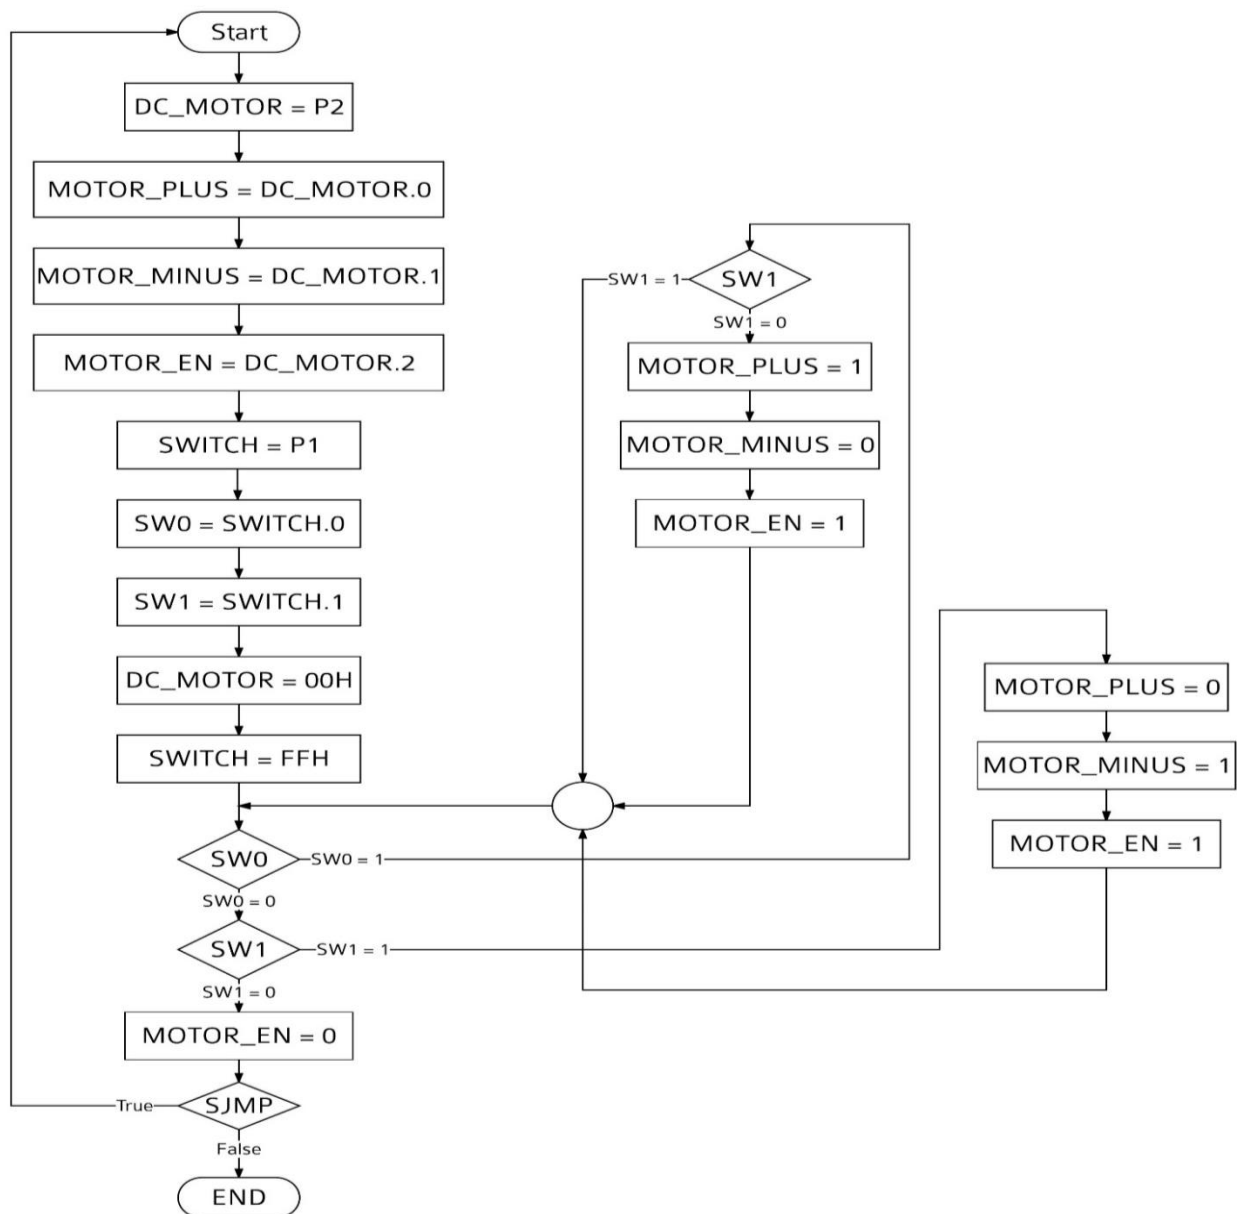 Start
DC_MOTOR = P2
MOTOR_PLUS = DC_MOTOR.0
MOTOR_MINUS = DC_MOTOR.1
MOTOR_EN = DC_MOTOR.2
SWITCH = P1
SW0 = SWITCH.0
SW1 = SWITCH.1
DC_MOTOR = 00H
SWITCH = FFH
SW0
SW0 = 1
SW0 = 0
SW1
SW1 = 1
SW1 = 0
MOTOR_EN = 0
SJMP
True
False
END
SW1
SW1 = 1
SW1 = 0
MOTOR_PLUS = 1
MOTOR_MINUS = 0
MOTOR_EN = 1
MOTOR_PLUS = 0
MOTOR_MINUS = 1
MOTOR_EN = 1